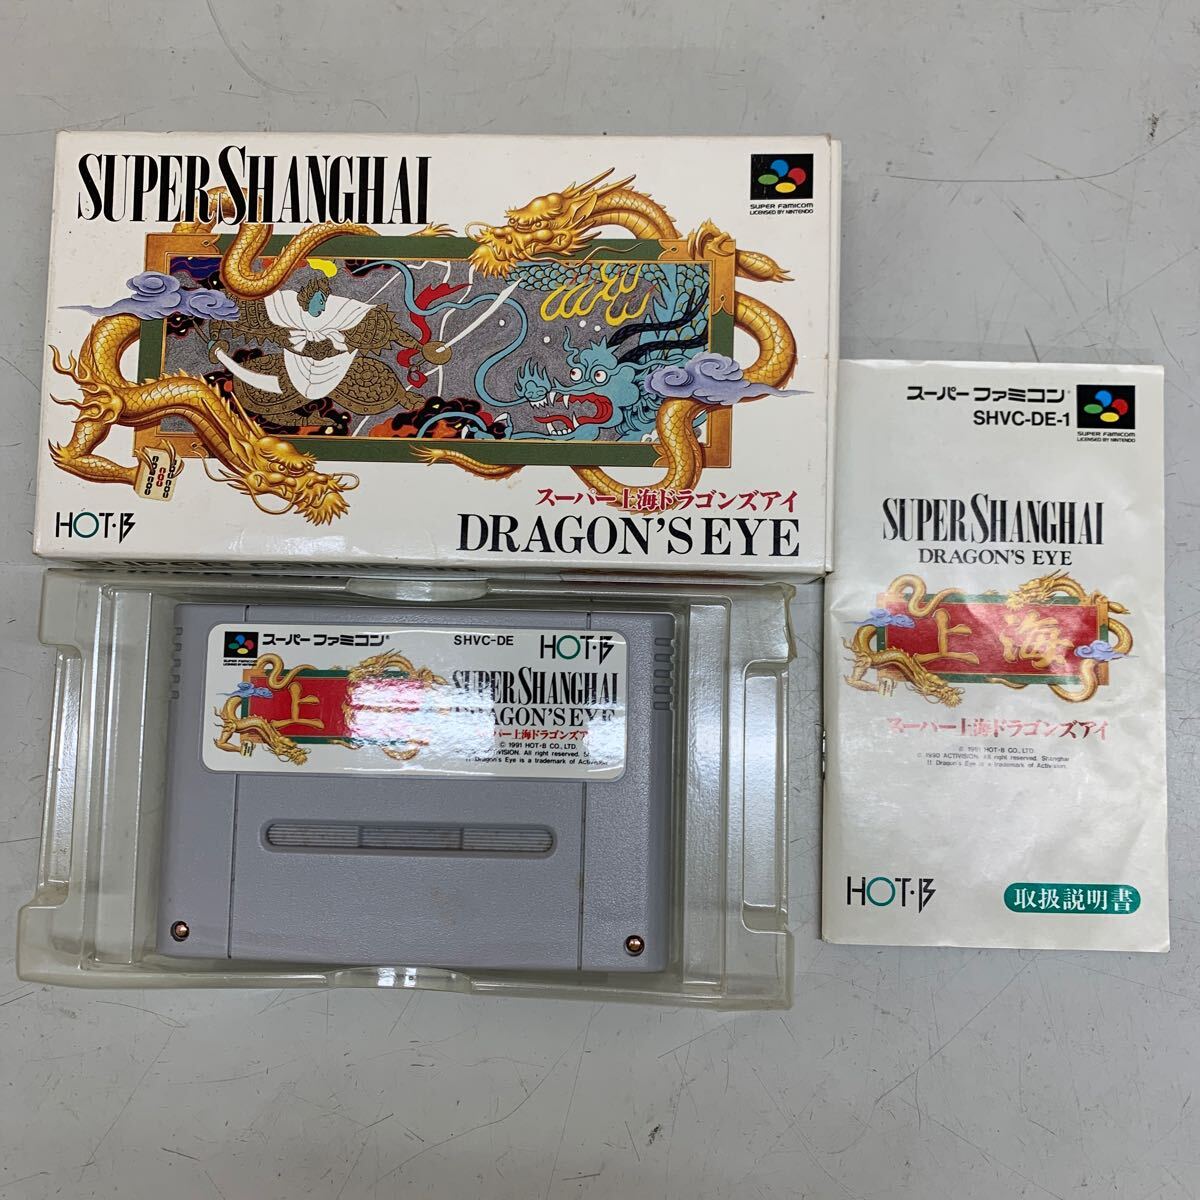 SUPER SHANGHAI
SUPER FAMICOM
LICENSED BY NINTENDO
HOT·B
スーパー上海ドラゴンズアイ
DRAGON'S EYE
スーパーファミコン
SHVC-DE-1
SUPER FAMICOM
LICENSED BY NINTENDO
SUPER SHANGHAI
DRAGON'S EYE
上海
スーパー上海ドラゴンズアイ
© 1991 HOT-B CO., LTD.
© 1990 ACTIVISION. All right reserved. Shanghai
II Dragon's Eye is a trademark of Activision.
HOT·B
取扱説明書
スーパーファミコン
SHVC-DE
HOT·B
上
SUPER SHANGHAI
DRAGON'S EYE
スーパー上海ドラゴンズアイ
© 1991 HOT-B CO., LTD.
VISION. All right reserved.
II Dragon's Eye is a trademark of